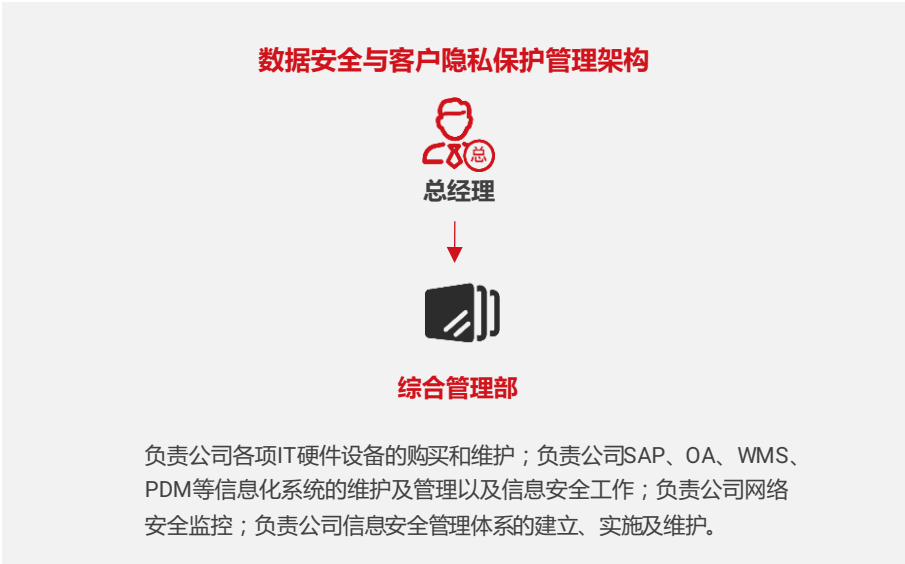 数据安全与客户隐私保护管理架构
总
总经理
综合管理部
负责公司各项IT硬件设备的购买和维护；负责公司SAP、OA、WMS、
PDM等信息化系统的维护及管理以及信息安全工作；负责公司网络
安全监控；负责公司信息安全管理体系的建立、实施及维护。